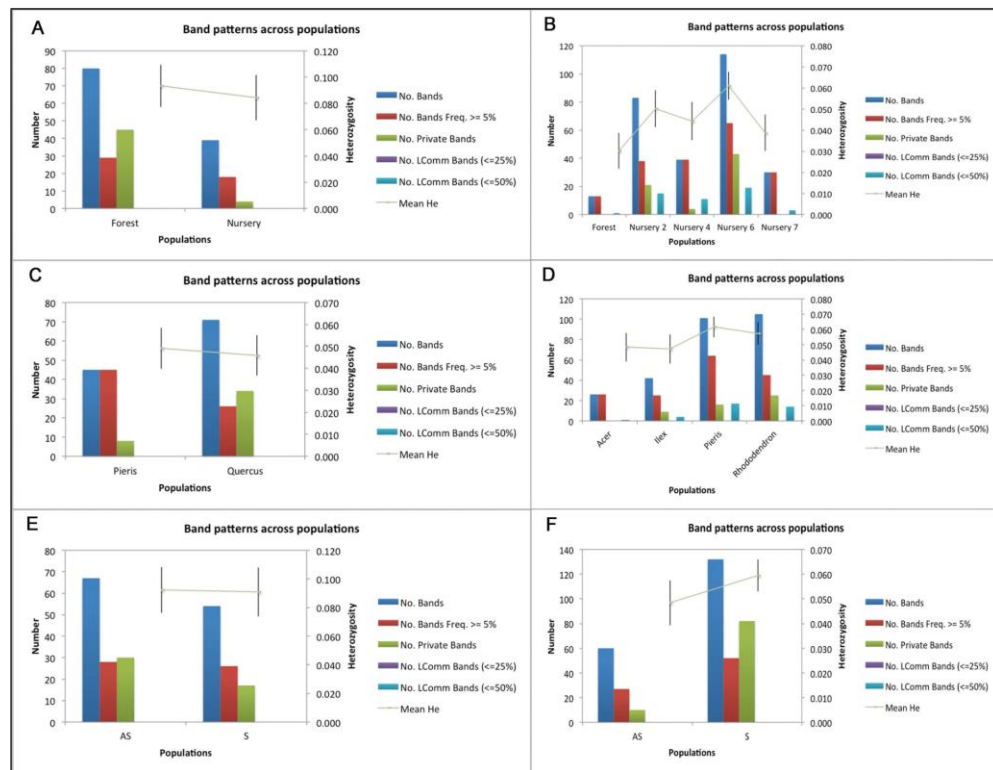 A
Band patterns across populations
90
80
70
60
50
40
30
20
10
0
Number
0.120
0.100
0.080
0.060
0.040
0.020
0.000
Heterozygosity
Forest Nursery
Populations
No. Bands
No. Bands Freq. >= 5%
No. Private Bands
No. LComm Bands (<=25%)
No. LComm Bands (<=50%)
Mean He
B
Band patterns across populations
120
100
80
60
40
20
0
Number
0.080
0.070
0.060
0.050
0.040
0.030
0.020
0.010
0.000
Heterozygosity
Forest Nursery 2 Nursery 4 Nursery 6 Nursery 7
Populations
No. Bands
No. Bands Freq. >= 5%
No. Private Bands
No. LComm Bands (<=25%)
No. LComm Bands (<=50%)
Mean He
C
Band patterns across populations
80
70
60
50
40
30
20
10
0
Number
0.070
0.060
0.050
0.040
0.030
0.020
0.010
0.000
Heterozygosity
Pieris Quercus
Populations
No. Bands
No. Bands Freq. >= 5%
No. Private Bands
No. LComm Bands (<=25%)
No. LComm Bands (<=50%)
Mean He
D
Band patterns across populations
120
100
80
60
40
20
0
Number
0.080
0.070
0.060
0.050
0.040
0.030
0.020
0.010
0.000
Heterozygosity
Acer Ilex Pieris Rhododendron
Populations
No. Bands
No. Bands Freq. >= 5%
No. Private Bands
No. LComm Bands (<=25%)
No. LComm Bands (<=50%)
Mean He
E
Band patterns across populations
80
70
60
50
40
30
20
10
0
Number
0.120
0.100
0.080
0.060
0.040
0.020
0.000
Heterozygosity
AS S
Populations
No. Bands
No. Bands Freq. >= 5%
No. Private Bands
No. LComm Bands (<=25%)
No. LComm Bands (<=50%)
Mean He
F
Band patterns across populations
140
120
100
80
60
40
20
0
Number
0.070
0.060
0.050
0.040
0.030
0.020
0.010
0.000
Heterozygosity
AS S
Populations
No. Bands
No. Bands Freq. >= 5%
No. Private Bands
No. LComm Bands (<=25%)
No. LComm Bands (<=50%)
Mean He